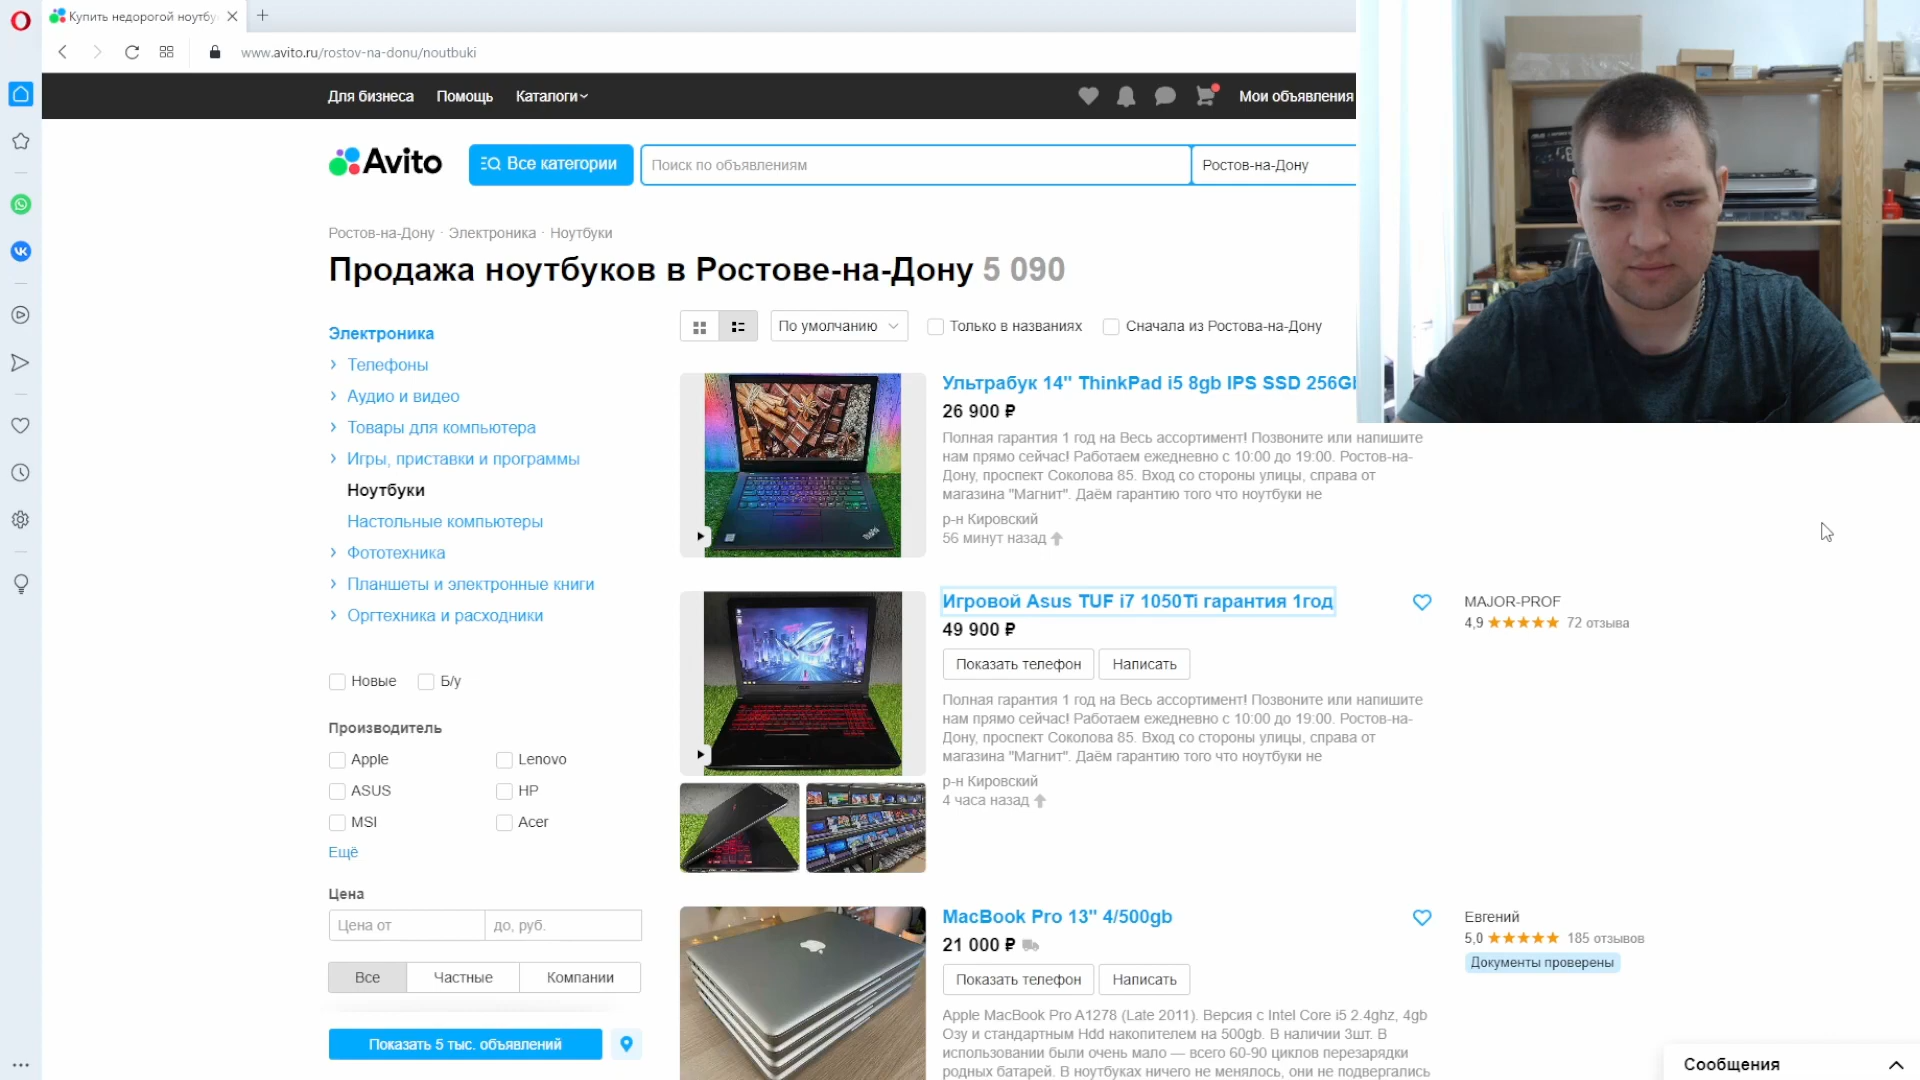 Купить недорогой ноутбу
www.avito.ru/rostov-na-donu/noutbuki
Для бизнеса Помощь Каталоги Мои объявления
Avito Все категории Поиск по объявлениям Ростов-на-Дону
Ростов-на-Дону · Электроника · Ноутбуки
Продажа ноутбуков в Ростове-на-Дону 5 090
По умолчанию Только в названиях Сначала из Ростова-на-Дону
Электроника
Телефоны
Аудио и видео
Товары для компьютера
Игры, приставки и программы
Ноутбуки
Настольные компьютеры
Фототехника
Планшеты и электронные книги
Оргтехника и расходники
Новые Б/у
Производитель
Apple Lenovo
ASUS HP
MSI Acer
Ещё
Цена
Цена от до, руб.
Все Частные Компании
Показать 5 тыс. объявлений
Ультрабук 14" ThinkPad i5 8gb IPS SSD 256Gb
26 900 ₽
Полная гарантия 1 год на Весь ассортимент! Позвоните или напишите
нам прямо сейчас! Работаем ежедневно с 10:00 до 19:00. Ростов-на-
Дону, проспект Соколова 85. Вход со стороны улицы, справа от
магазина "Магнит". Даём гарантию того что ноутбуки не
р-н Кировский
56 минут назад
Игровой Asus TUF i7 1050Ti гарантия 1год
49 900 ₽
Показать телефон Написать
Полная гарантия 1 год на Весь ассортимент! Позвоните или напишите
нам прямо сейчас! Работаем ежедневно с 10:00 до 19:00. Ростов-на-
Дону, проспект Соколова 85. Вход со стороны улицы, справа от
магазина "Магнит". Даём гарантию того что ноутбуки не
р-н Кировский
4 часа назад
MAJOR-PROF
4,9 72 отзыва
MacBook Pro 13" 4/500gb
21 000 ₽
Показать телефон Написать
Apple MacBook Pro A1278 (Late 2011). Версия с Intel Core i5 2.4ghz, 4gb
Озу и стандартным Hdd накопителем на 500gb. В наличии 3шт. В
использовании были очень мало — всего 60-90 циклов перезарядки
родных батарей. В ноутбуках ничего не менялось, они не подвергались
Евгений
5,0 185 отзывов
Документы проверены
Сообщения